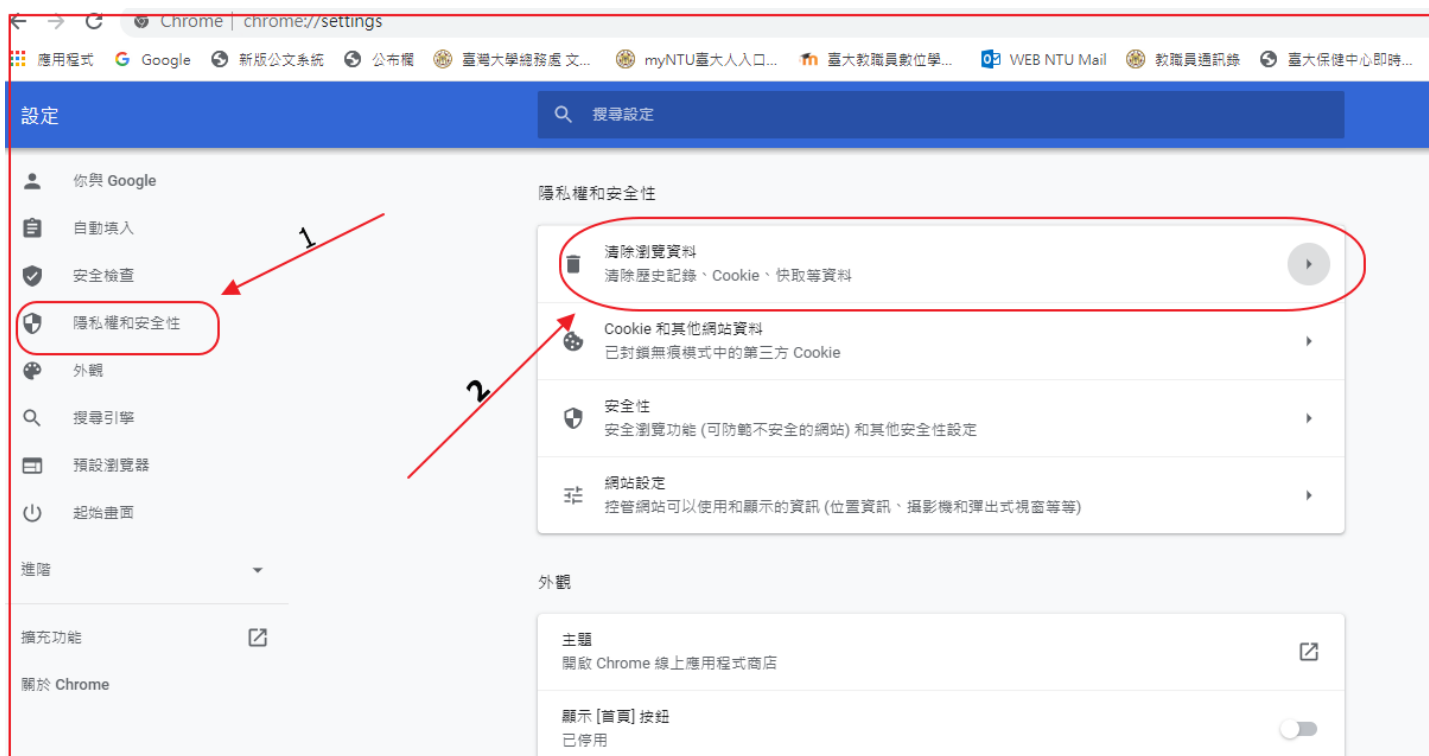 Chrome | chrome://settings
應用程式 Google 新版公文系統 公布欄 臺灣大學總務處 文... myNTU臺大人入口... 臺大教職員數位學... WEB NTU Mail 教職員通訊錄 臺大保健中心即時...
設定
搜尋設定
你與 Google
自動填入
安全檢查
隱私權和安全性
外觀
搜尋引擎
預設瀏覽器
起始畫面
進階
擴充功能
關於 Chrome
1
2
隱私權和安全性
清除瀏覽資料
清除歷史記錄、Cookie、快取等資料
Cookie 和其他網站資料
已封鎖無痕模式中的第三方 Cookie
安全性
安全瀏覽功能 (可防範不安全的網站) 和其他安全性設定
網站設定
控管網站可以使用和顯示的資訊 (位置資訊、攝影機和彈出式視窗等等)
外觀
主題
開啟 Chrome 線上應用程式商店
顯示 [首頁] 按鈕
已停用